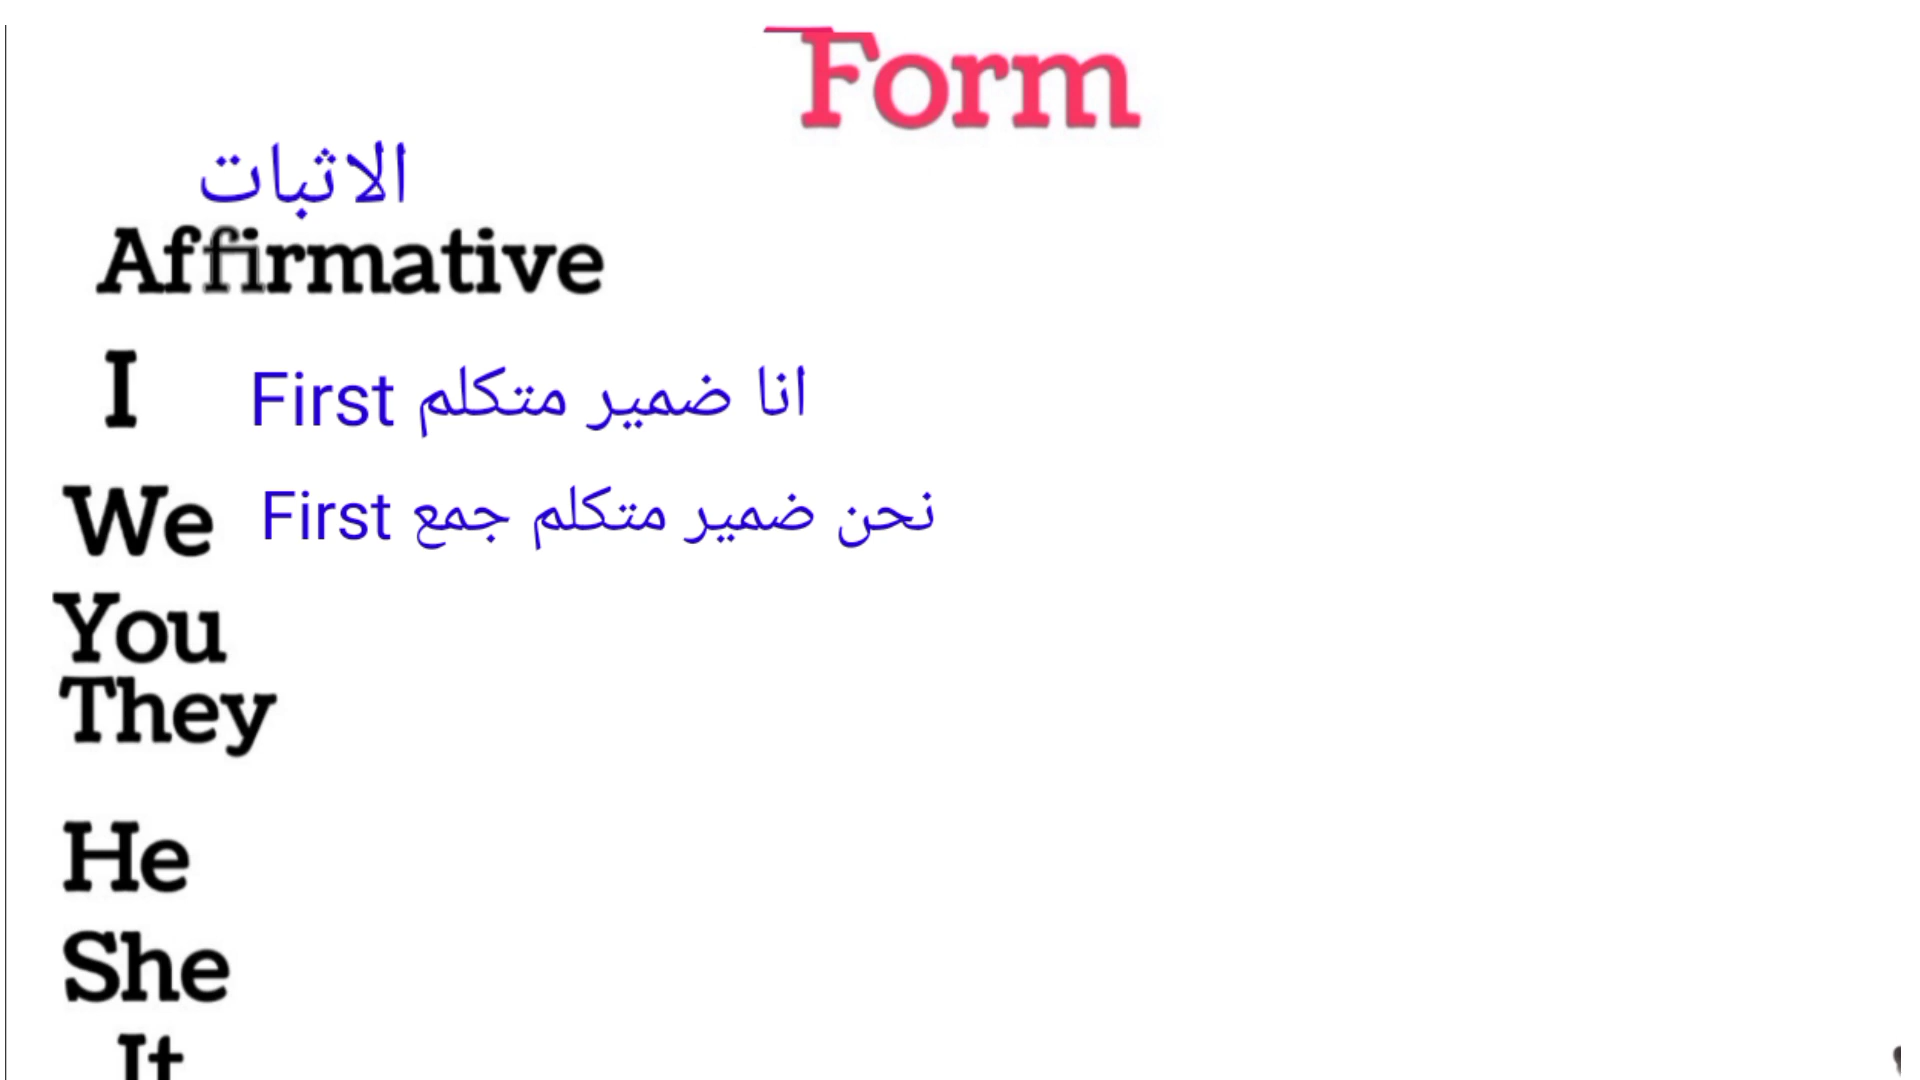 Form
الاثبات
Affirmative
I First انا ضمير متكلم
We First نحن ضمير متكلم جمع
You
They
He
She
It